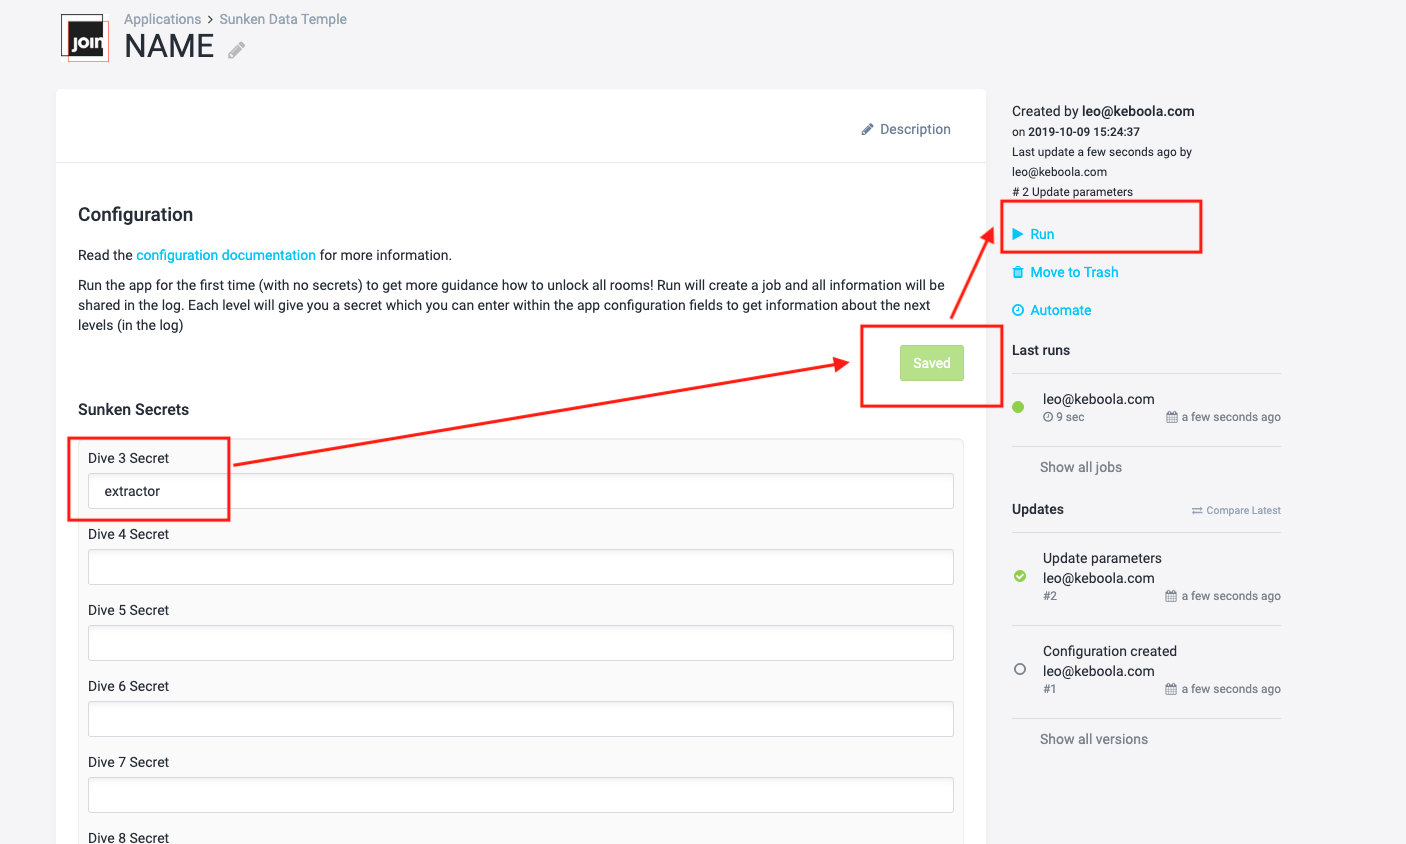 join
Applications > Sunken Data Temple
NAME
Description
Configuration
Read the configuration documentation for more information.
Run the app for the first time (with no secrets) to get more guidance how to unlock all rooms! Run will create a job and all information will be
shared in the log. Each level will give you a secret which you can enter within the app configuration fields to get information about the next
levels (in the log)
Saved
Sunken Secrets
Dive 3 Secret
extractor
Dive 4 Secret
Dive 5 Secret
Dive 6 Secret
Dive 7 Secret
Dive 8 Secret
Created by leo@keboola.com
on 2019-10-09 15:24:37
Last update a few seconds ago by
leo@keboola.com
# 2 Update parameters
Run
Move to Trash
Automate
Last runs
leo@keboola.com
9 sec a few seconds ago
Show all jobs
Updates Compare Latest
Update parameters
leo@keboola.com
#2 a few seconds ago
Configuration created
leo@keboola.com
#1 a few seconds ago
Show all versions